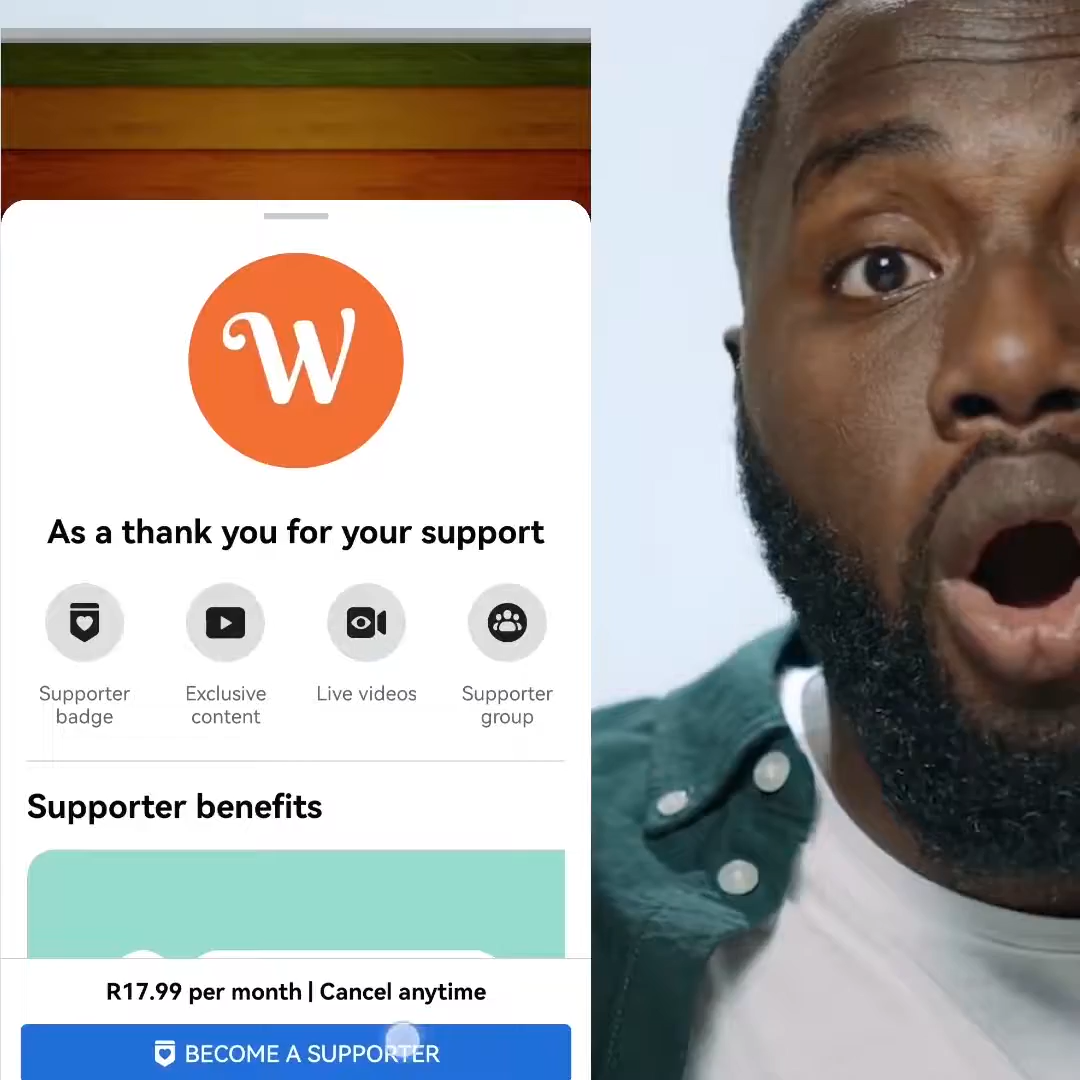 W
As a thank you for your support
Supporter badge
Exclusive content
Live videos
Supporter group
Supporter benefits
R17.99 per month | Cancel anytime
BECOME A SUPPORTER